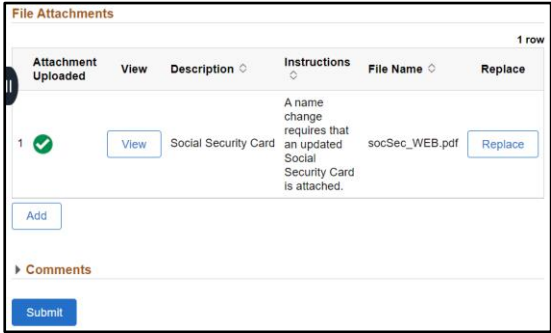 File Attachments
1 row
Attachment Uploaded View Description Instructions File Name Replace
1 View Social Security Card A name change requires that an updated Social Security Card is attached. socSec_WEB.pdf Replace
Add
Comments
Submit